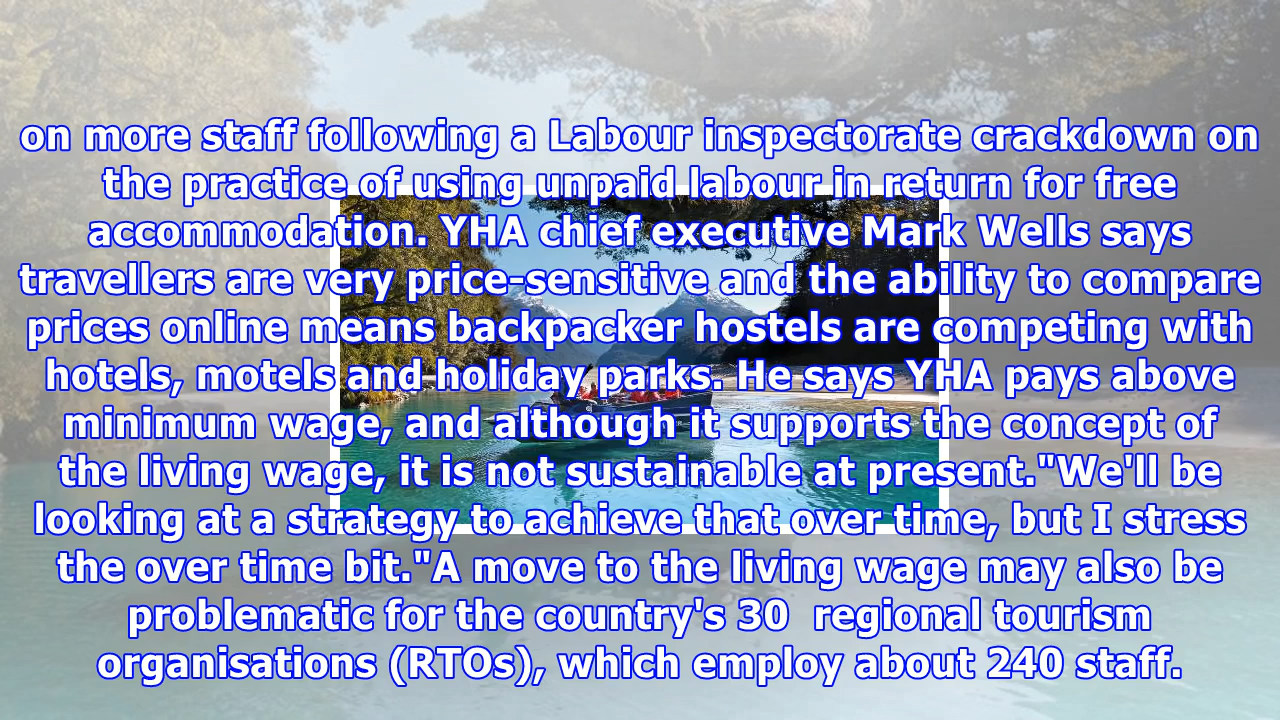 on more staff following a Labour inspectorate crackdown on
the practice of using unpaid labour in return for free
accommodation. YHA chief executive Mark Wells says
travellers are very price-sensitive and the ability to compare
prices online means backpacker hostels are competing with
hotels, motels and holiday parks. He says YHA pays above
minimum wage, and although it supports the concept of
the living wage, it is not sustainable at present."We'll be
looking at a strategy to achieve that over time, but I stress
the over time bit."A move to the living wage may also be
problematic for the country's 30  regional tourism
organisations (RTOs), which employ about 240 staff.